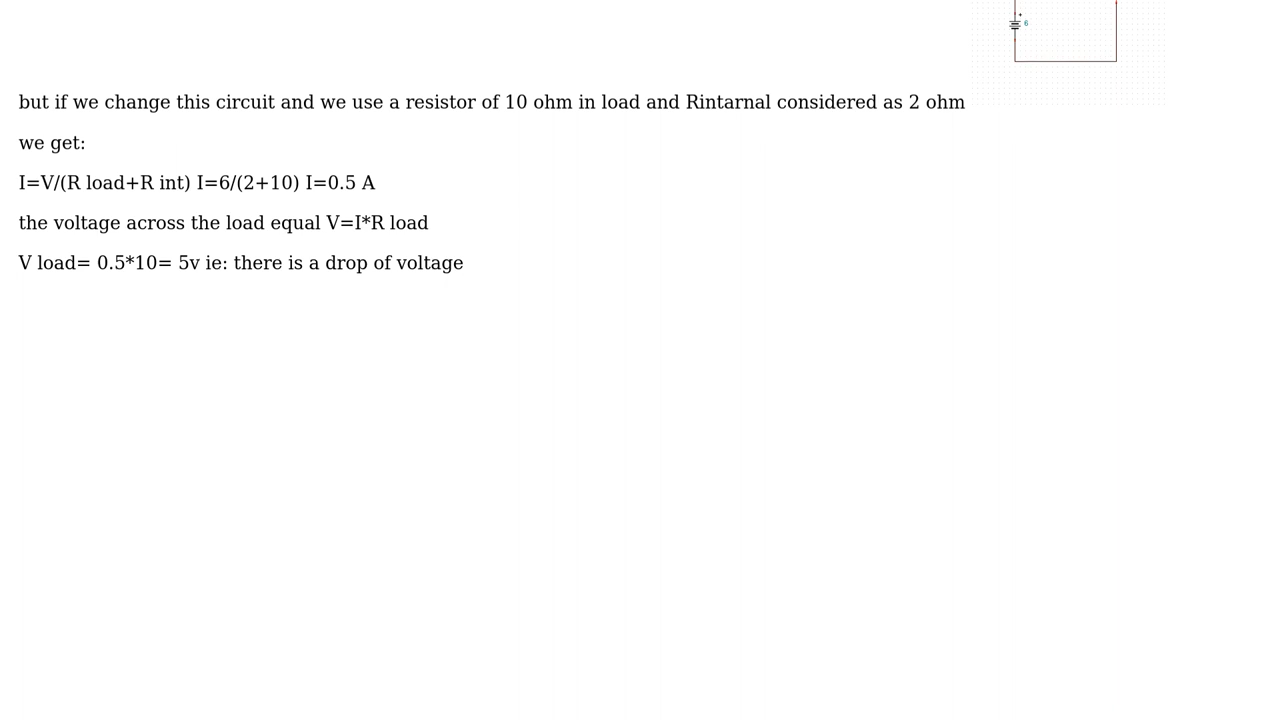 +
6
but if we change this circuit and we use a resistor of 10 ohm in load and Rintarnal considered as 2 ohm
we get:
I=V/(R load+R int) I=6/(2+10) I=0.5 A
the voltage across the load equal V=I*R load
V load= 0.5*10= 5v ie: there is a drop of voltage